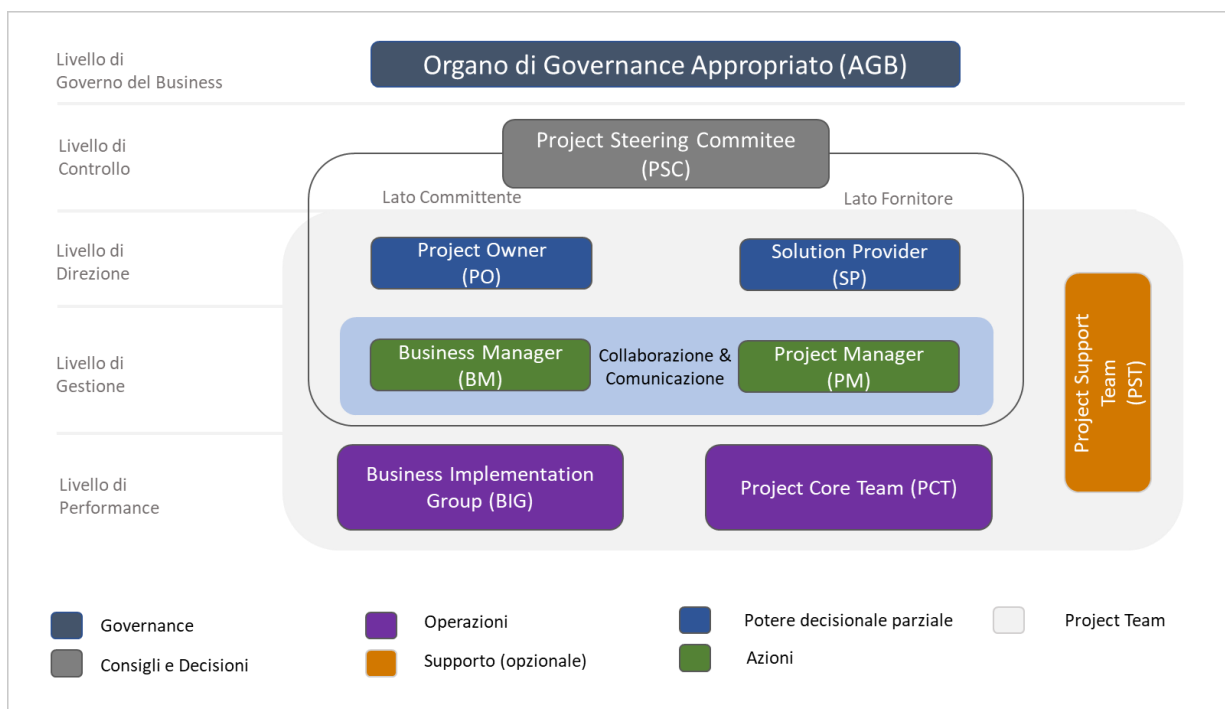 Livello di
Governo del Business
Organo di Governance Appropriato (AGB)
Livello di
Controllo
Project Steering Commitee
(PSC)
Lato Committente
Lato Fornitore
Livello di
Direzione
Project Owner
(PO)
Solution Provider
(SP)
Livello di
Gestione
Business Manager
(BM)
Collaborazione &
Comunicazione
Project Manager
(PM)
Project Support
Team
(PST)
Livello di
Performance
Business Implementation
Group (BIG)
Project Core Team (PCT)
Governance
Operazioni
Potere decisionale parziale
Project Team
Consigli e Decisioni
Supporto (opzionale)
Azioni